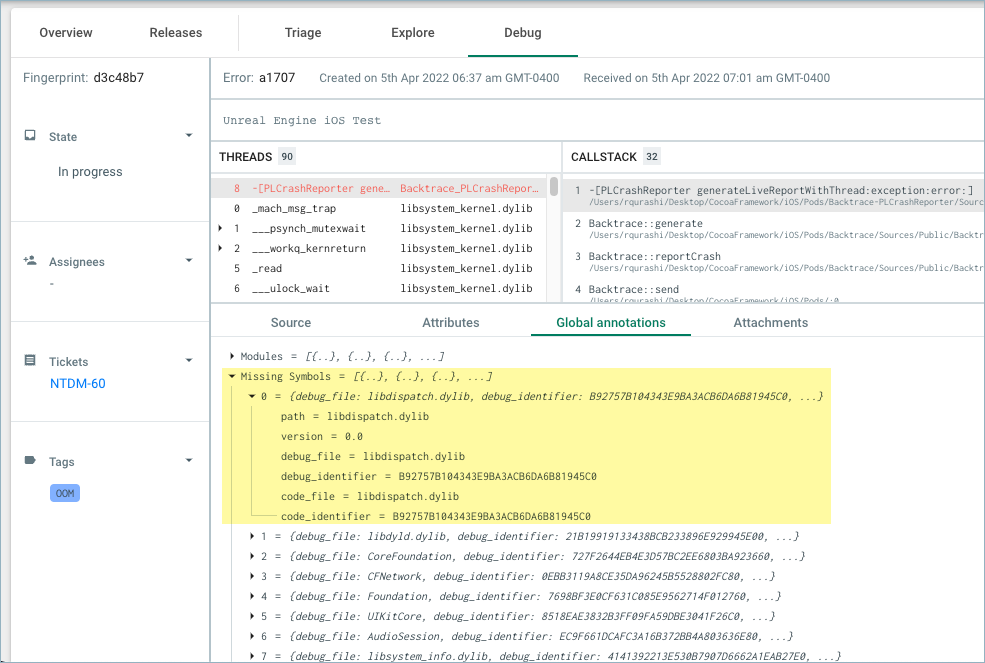 Overview Releases Triage Explore Debug
Fingerprint: d3c48b7
State
In progress
Assignees
-
Tickets
NTDM-60
Tags
OOM
Error: a1707 Created on 5th Apr 2022 06:37 am GMT-0400 Received on 5th Apr 2022 07:01 am GMT-0400
Unreal Engine iOS Test
THREADS 90
8 -[PLCrashReporter gene… Backtrace_PLCrashRepor…
0 _mach_msg_trap libsystem_kernel.dylib
1 ___psynch_mutexwait libsystem_kernel.dylib
2 ___workq_kernreturn libsystem_kernel.dylib
5 _read libsystem_kernel.dylib
6 ___ulock_wait libsystem_kernel.dylib
CALLSTACK 32
1 -[PLCrashReporter generateLiveReportWithThread:exception:error:]
/Users/rqurashi/Desktop/CocoaFramework/iOS/Pods/Backtrace-PLCrashReporter/Sourc
2 Backtrace::generate
/Users/rqurashi/Desktop/CocoaFramework/iOS/Pods/Backtrace/Sources/Public/Backtr
3 Backtrace::reportCrash
/Users/rqurashi/Desktop/CocoaFramework/iOS/Pods/Backtrace/Sources/Public/Backtr
4 Backtrace::send
/Users/rqurashi/Desktop/CocoaFramework/iOS/Pods/:0
Source Attributes Global annotations Attachments
Modules = [{..}, {..}, {..}, ...]
Missing Symbols = [{..}, {..}, {..}, ...]
0 = {debug_file: libdispatch.dylib, debug_identifier: B92757B104343E9BA3ACB6DA6B81945C0, ...}
path = libdispatch.dylib
version = 0.0
debug_file = libdispatch.dylib
debug_identifier = B92757B104343E9BA3ACB6DA6B81945C0
code_file = libdispatch.dylib
code_identifier = B92757B104343E9BA3ACB6DA6B81945C0
1 = {debug_file: libdyld.dylib, debug_identifier: 21B19919133438BCB233896E929945E00, ...}
2 = {debug_file: CoreFoundation, debug_identifier: 727F2644EB4E3D57BC2EE6803BA923660, ...}
3 = {debug_file: CFNetwork, debug_identifier: 0EBB3119A8CE35DA96245B5528802FC80, ...}
4 = {debug_file: Foundation, debug_identifier: 7698BF3E0CF631C085E9562714F012760, ...}
5 = {debug_file: UIKitCore, debug_identifier: 8518EAE3832B3FF09FA59DBE3041F26C0, ...}
6 = {debug_file: AudioSession, debug_identifier: EC9F661DCAFC3A16B372BB4A803636E80, ...}
7 = {debug_file: libsystem_info.dylib, debug_identifier: 4141392213E530B7907D6662A1EAB27E0, ...}